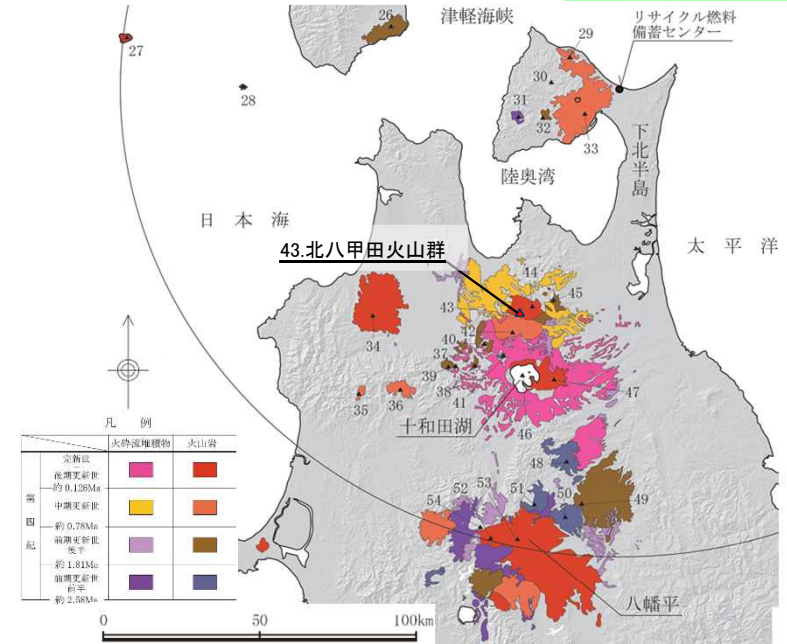 津軽海峡
リサイクル燃料
備蓄センター
26
27
28
29
30
31
32
33
下北半島
陸奥湾
日本海
太平洋
43.北八甲田火山群
44
45
43
42
40
37
39
38
41
34
35
36
47
46
十和田湖
48
49
50
51
52
53
54
八幡平
凡 例
火砕流堆積物 火山岩
第四紀
完新世
~
後期更新世
約0.126Ma
中期更新世
約0.78Ma
前期更新世
後半
約1.81Ma
前期更新世
前半
約2.58Ma
0 50 100km